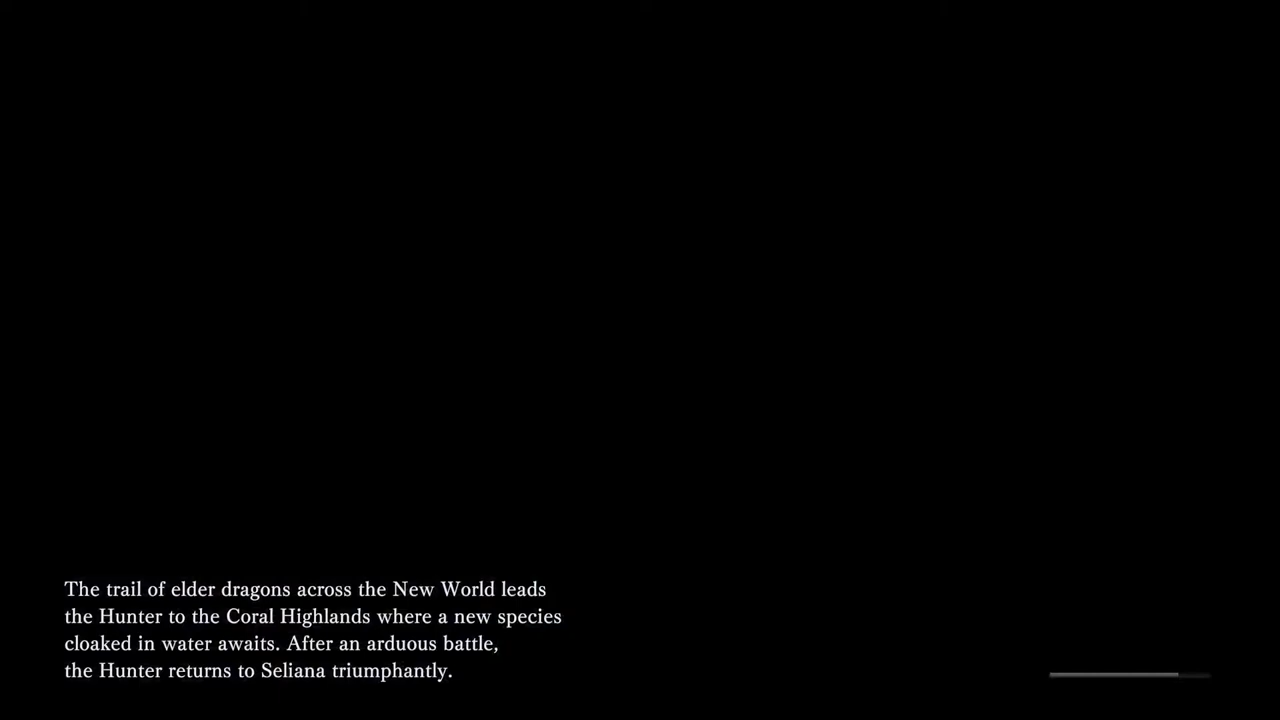 The trail of elder dragons across the New World leads
the Hunter to the Coral Highlands where a new species
cloaked in water awaits. After an arduous battle,
the Hunter returns to Seliana triumphantly.